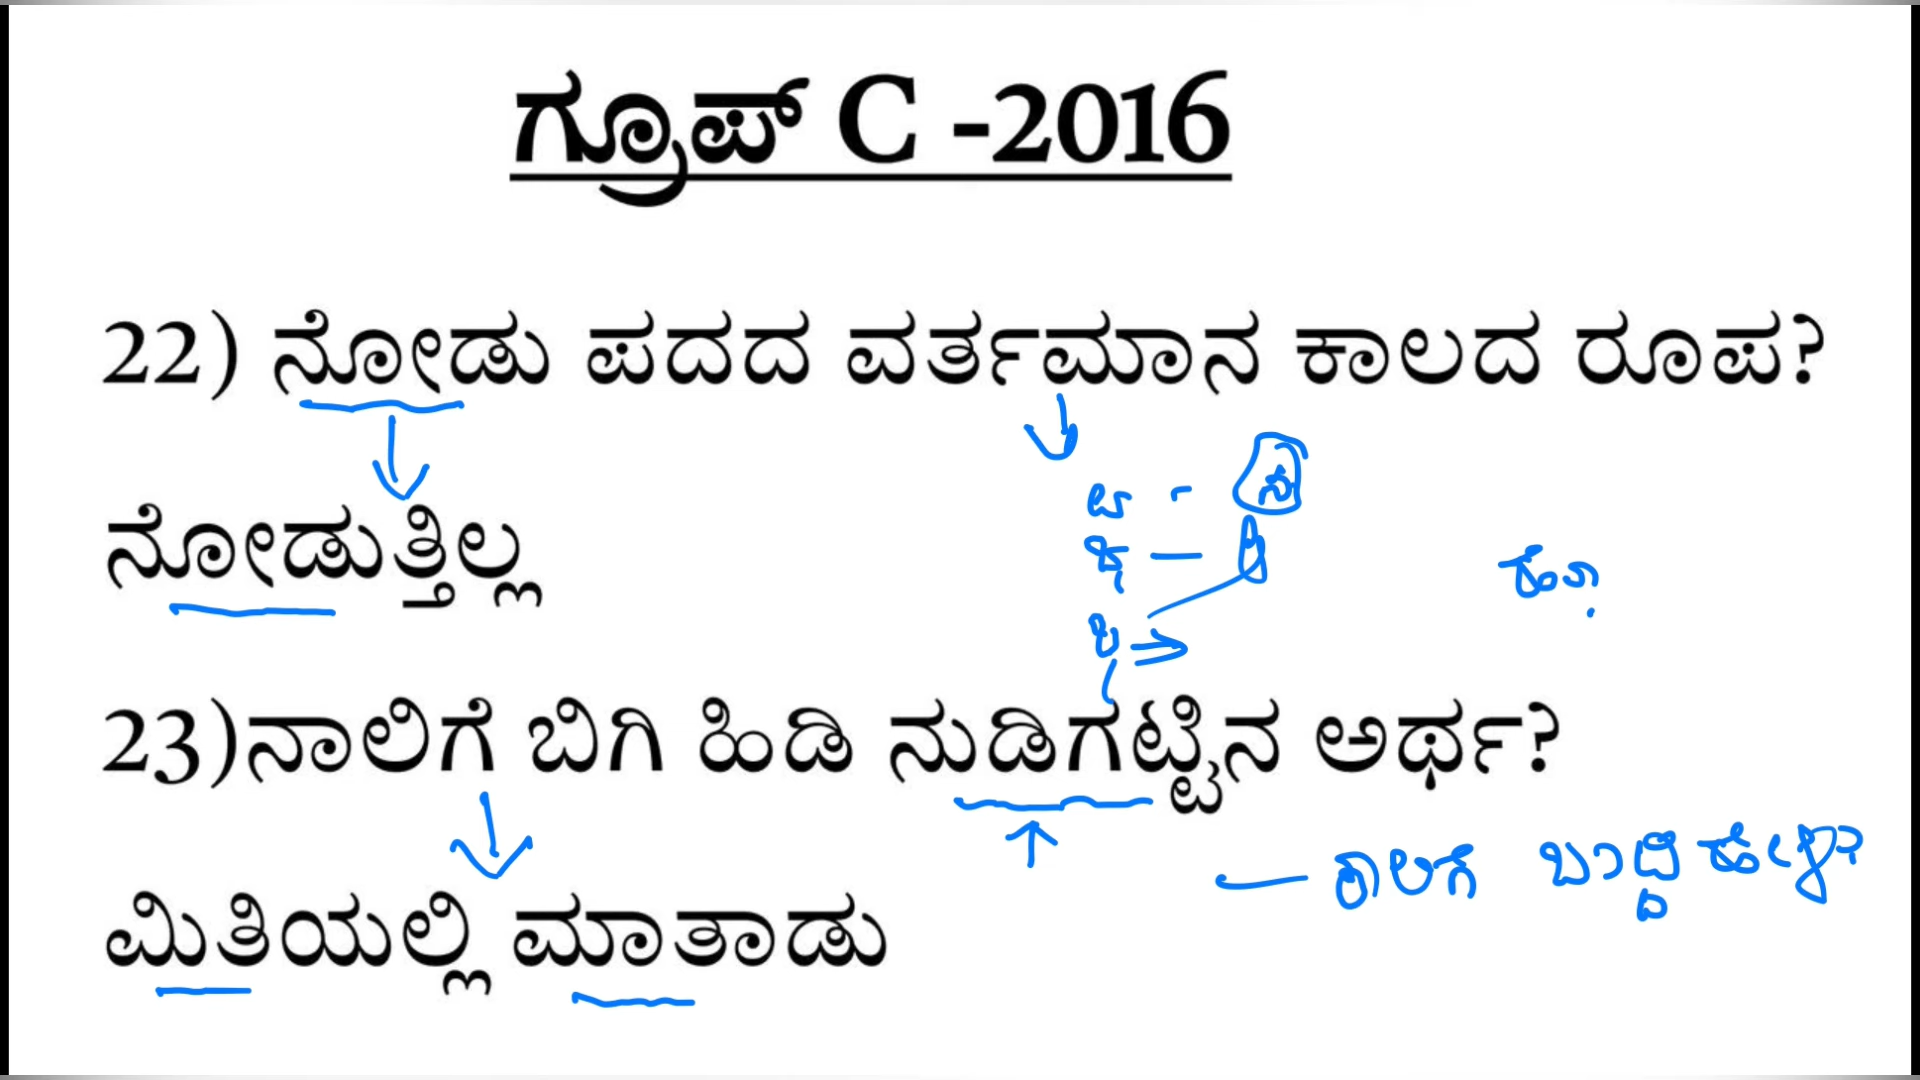 ಗ್ರೂಪ್ C -2016
22) ನೋಡು ಪದದ ವರ್ತಮಾನ ಕಾಲದ ರೂಪ?
ನೋಡುತ್ತಿಲ್ಲ
23)ನಾಲಿಗೆ ಬಿಗಿ ಹಿಡಿ ನುಡಿಗಟ್ಟಿನ ಅರ್ಥ?
ಮಿತಿಯಲ್ಲಿ ಮಾತಾಡು